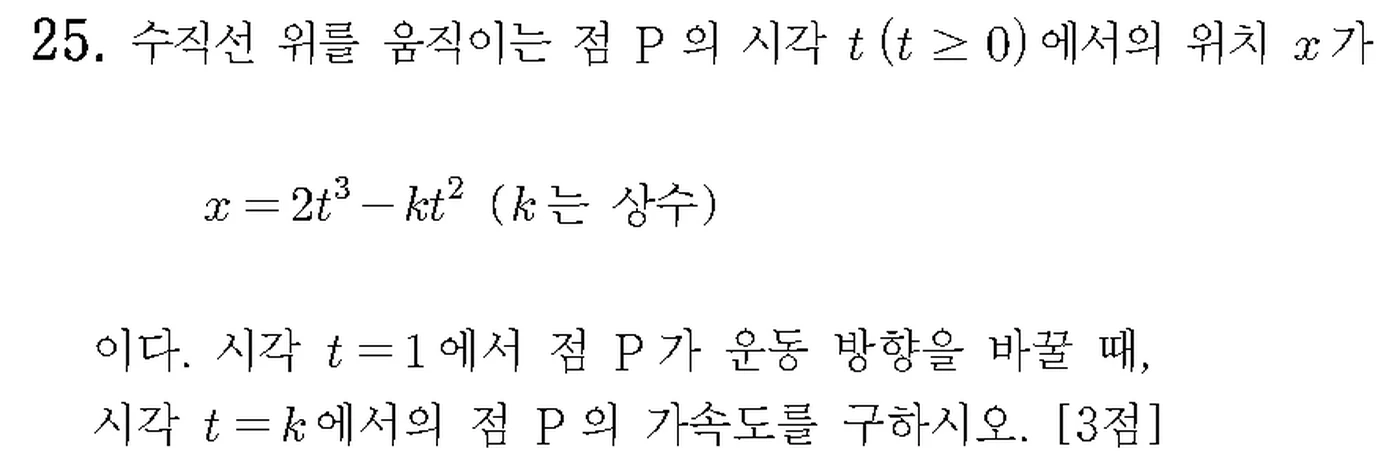 25. 수직선 위를 움직이는 점 P의 시각 t (t ≥ 0)에서의 위치 x가
x = 2t³ − kt² (k는 상수)
이다. 시각 t = 1에서 점 P가 운동 방향을 바꿀 때,
시각 t = k에서의 점 P의 가속도를 구하시오. [3점]